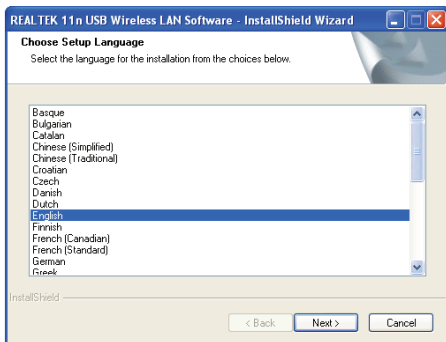 REALTEK 11n USB Wireless LAN Software - InstallShield Wizard
Choose Setup Language
Select the language for the installation from the choices below.
Basque
Bulgarian
Catalan
Chinese (Simplified)
Chinese (Traditional)
Croatian
Czech
Danish
Dutch
English
Finnish
French (Canadian)
French (Standard)
German
Greek
InstallShield
< Back
Next >
Cancel